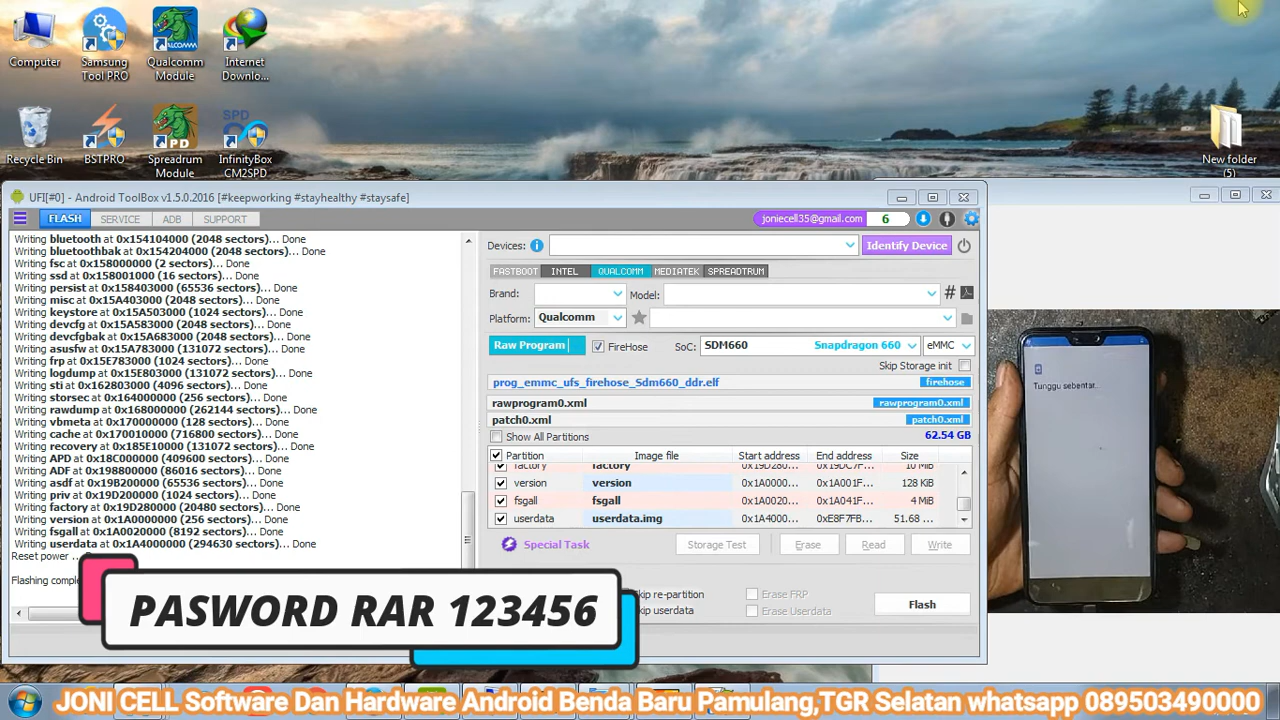 Computer
Samsung
Tool PRO
Qualcomm
Module
Internet
Downlo...
Recycle Bin
BSTPRO
Spreadrum
Module
InfinityBox
CM2SPD
New folder
(5)
UFI[#0] - Android ToolBox v1.5.0.2016 [#keepworking #stayhealthy #staysafe]
FLASH SERVICE ADB SUPPORT
joniecell35@gmail.com 6
Writing bluetooth at 0x154104000 (2048 sectors)... Done
Writing bluetoothbak at 0x154204000 (2048 sectors)... Done
Writing fsc at 0x158000000 (2 sectors)... Done
Writing ssd at 0x158001000 (16 sectors)... Done
Writing persist at 0x158403000 (65536 sectors)... Done
Writing misc at 0x15A403000 (2048 sectors)... Done
Writing keystore at 0x15A503000 (1024 sectors)... Done
Writing devcfg at 0x15A583000 (2048 sectors)... Done
Writing devcfgbak at 0x15A683000 (2048 sectors)... Done
Writing asusfw at 0x15A783000 (131072 sectors)... Done
Writing frp at 0x15E783000 (1024 sectors)... Done
Writing logdump at 0x15E803000 (131072 sectors)... Done
Writing sti at 0x162803000 (4096 sectors)... Done
Writing storsec at 0x164000000 (256 sectors)... Done
Writing rawdump at 0x168000000 (262144 sectors)... Done
Writing vbmeta at 0x170000000 (128 sectors)... Done
Writing cache at 0x170010000 (716800 sectors)... Done
Writing recovery at 0x185E10000 (131072 sectors)... Done
Writing APD at 0x18C000000 (409600 sectors)... Done
Writing ADF at 0x198800000 (86016 sectors)... Done
Writing asdf at 0x19B200000 (65536 sectors)... Done
Writing priv at 0x19D200000 (1024 sectors)... Done
Writing factory at 0x19D280000 (20480 sectors)... Done
Writing version at 0x1A0000000 (256 sectors)... Done
Writing fsgall at 0x1A0020000 (8192 sectors)... Done
Writing userdata at 0x1A4000000 (294630 sectors)... Done
Reset power ...
Flashing comple
Devices: Identify Device
FASTBOOT INTEL QUALCOMM MEDIATEK SPREADTRUM
Brand: Model: #
Platform: Qualcomm
Raw Program FireHose SoC: SDM660 Snapdragon 660 eMMC
Skip Storage init
prog_emmc_ufs_firehose_Sdm660_ddr.elf firehose
rawprogram0.xml rawprogram0.xml
patch0.xml patch0.xml
Show All Partitions 62.54 GB
Partition Image file Start address End address Size
factory factory 0x19D280... 0x19DC7F... 10 MiB
version version 0x1A0000... 0x1A001F... 128 KiB
fsgall fsgall 0x1A0020... 0x1A041F... 4 MiB
userdata userdata.img 0x1A4000... 0xE8F7FB... 51.68 ...
Special Task Storage Test Erase Read Write
kip re-partition Erase FRP
kip userdata Erase Userdata
Flash
Tunggu sebentar...
PASWORD RAR 123456
JONI CELL Software Dan Hardware Android Benda Baru Pamulang,TGR Selatan whatsapp 089503490000